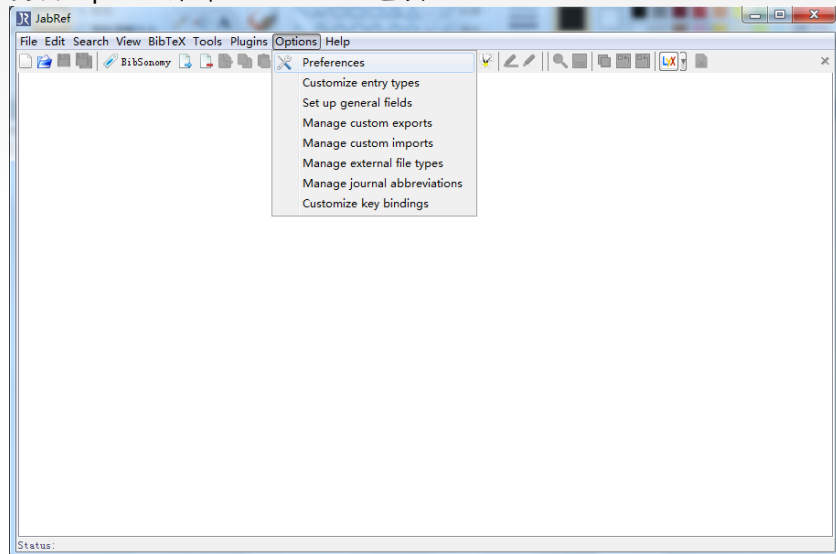 JabRef
File Edit Search View BibTeX Tools Plugins Options Help
BibSonomy
Preferences
Customize entry types
Set up general fields
Manage custom exports
Manage custom imports
Manage external file types
Manage journal abbreviations
Customize key bindings
Status: